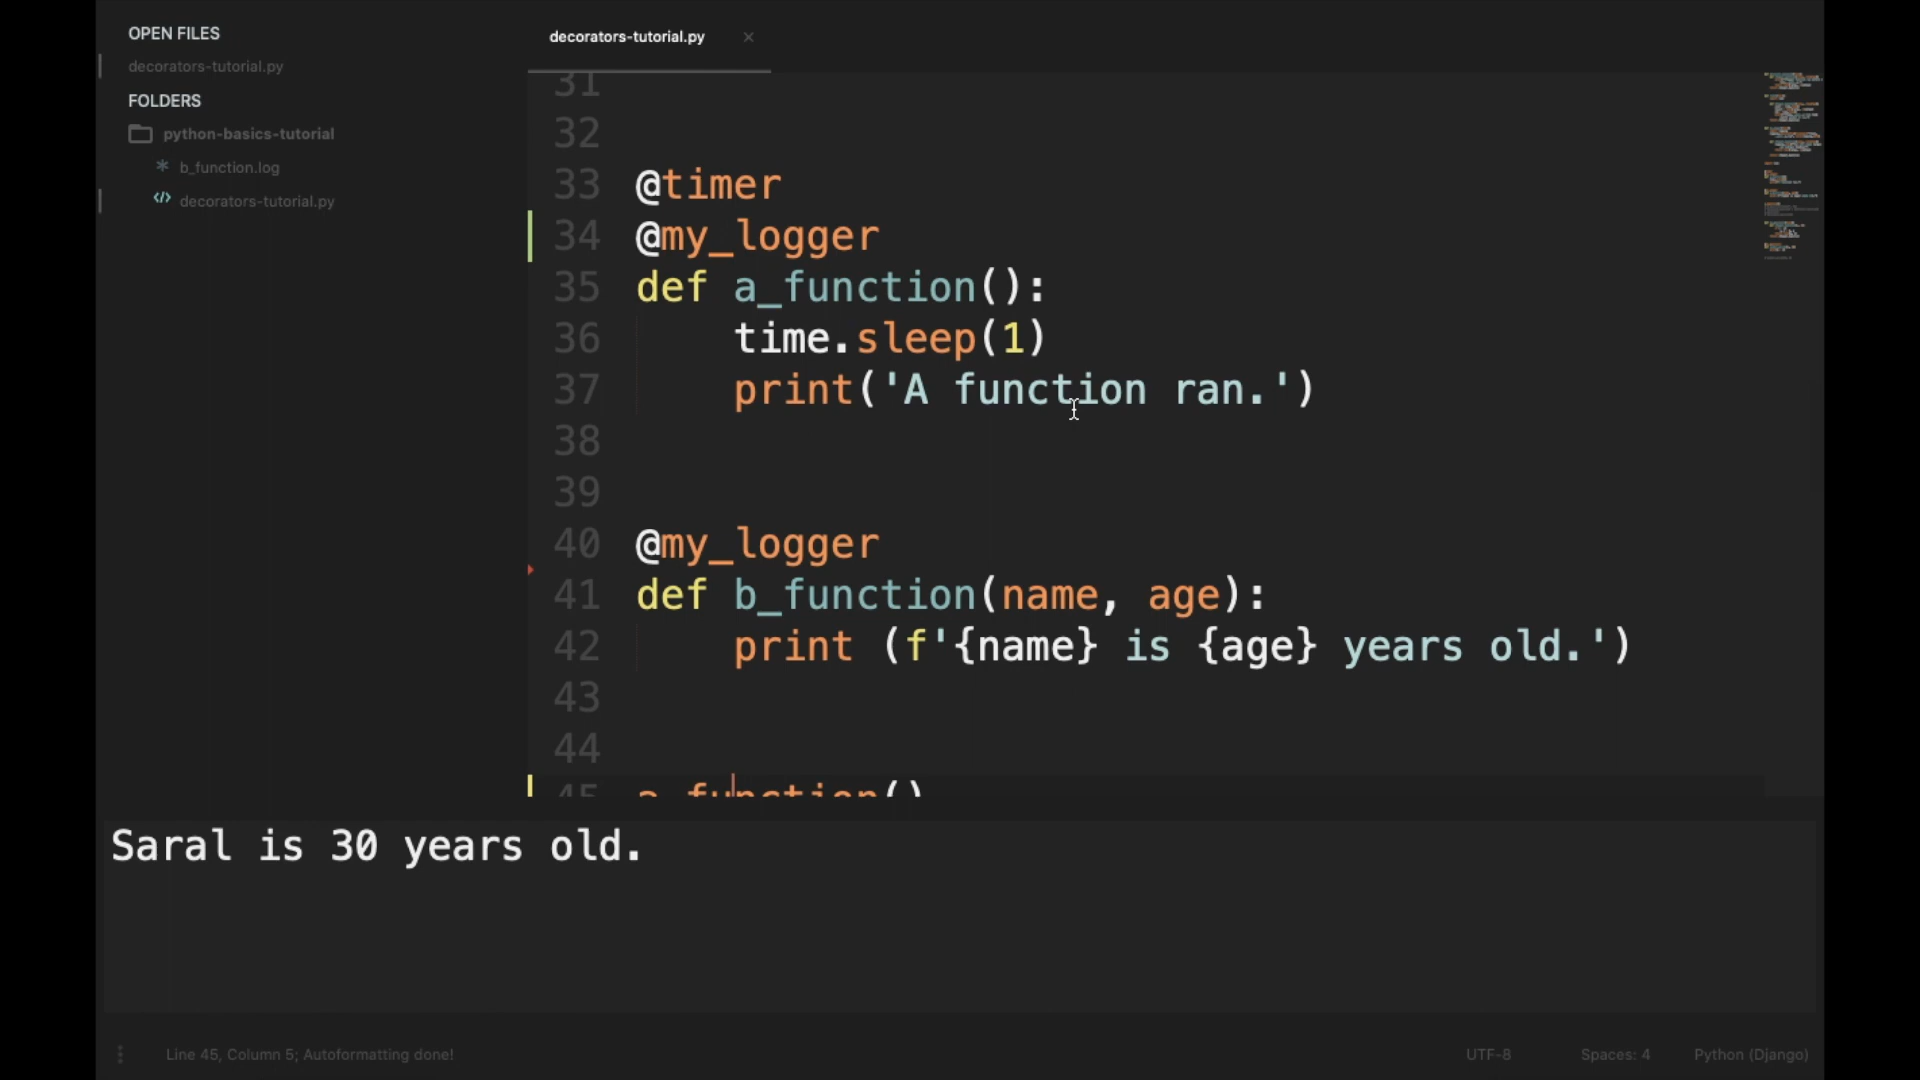 OPEN FILES
decorators-tutorial.py
FOLDERS
python-basics-tutorial
b_function.log
decorators-tutorial.py
decorators-tutorial.py ×
31
32
33 @timer
34 @my_logger
35 def a_function():
36 time.sleep(1)
37 print('A function ran.')
38
39
40 @my_logger
41 def b_function(name, age):
42 print (f'{name} is {age} years old.')
43
44
45 a_function()
Saral is 30 years old.
Line 45, Column 5; Autoformatting done!
UTF-8 Spaces: 4 Python (Django)